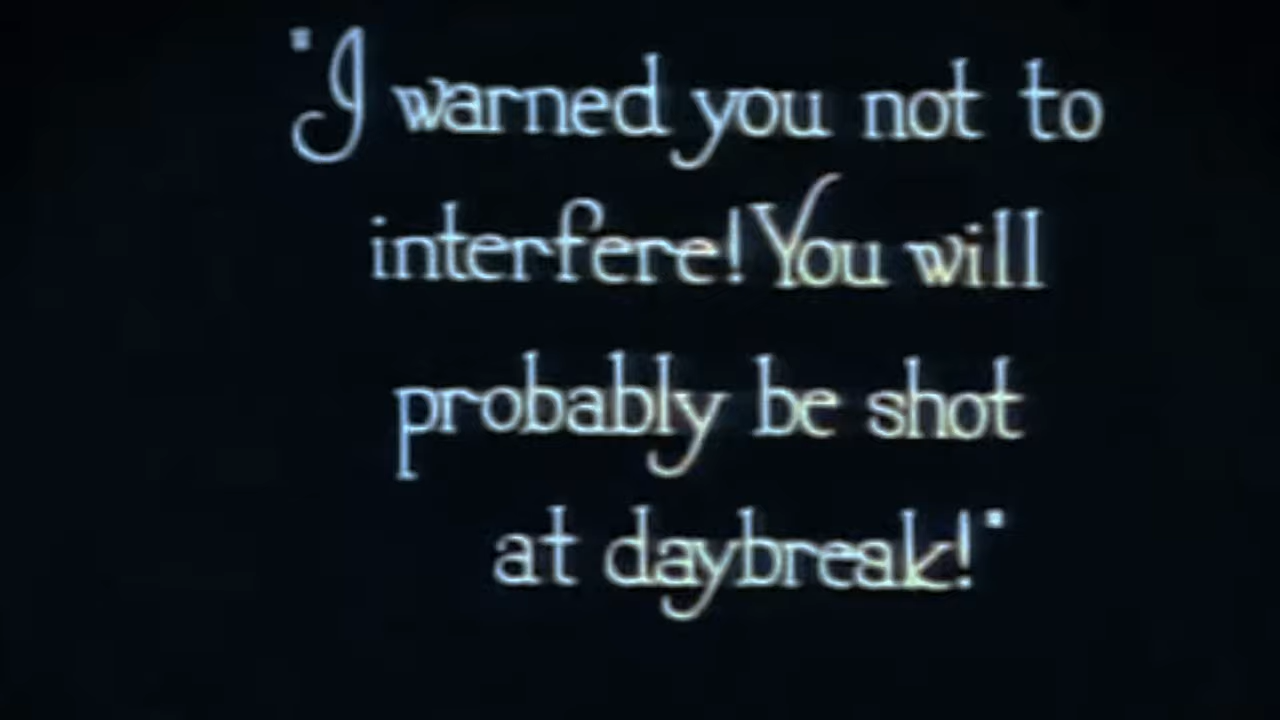 "I warned you not to
interfere! You will
probably be shot
at daybreak!"